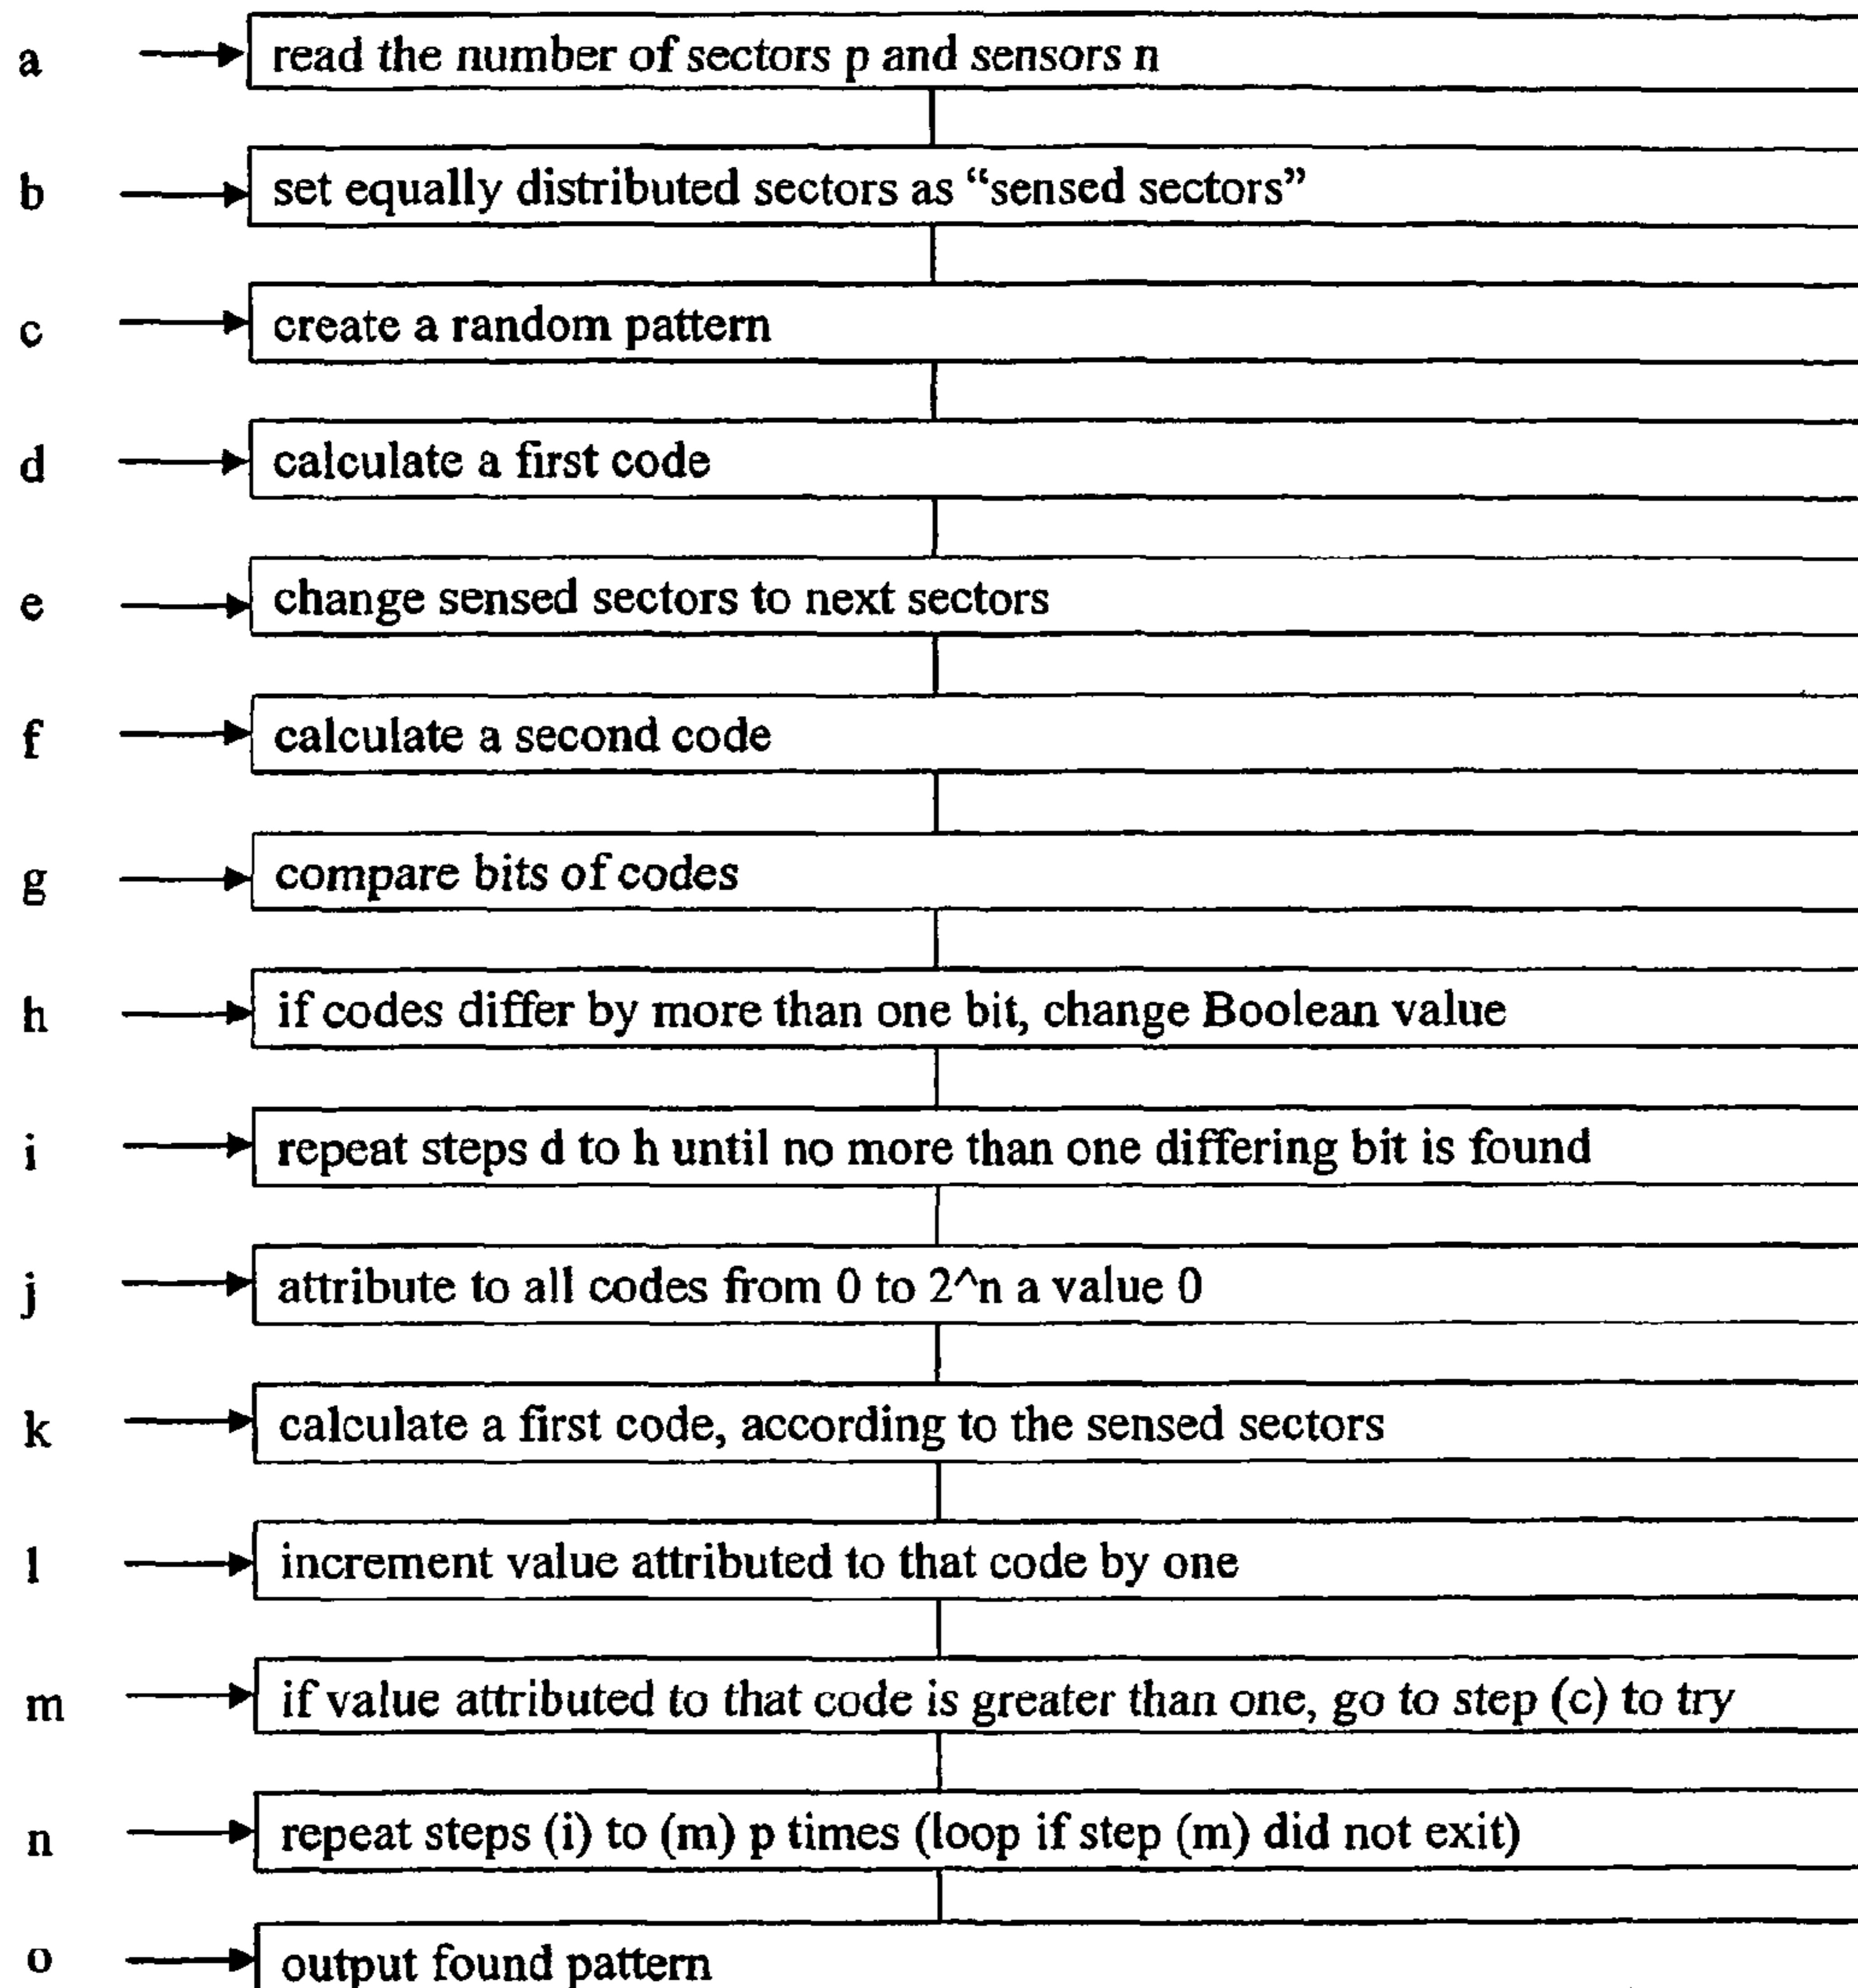 a read the number of sectors p and sensors n
b set equally distributed sectors as “sensed sectors”
c create a random pattern
d calculate a first code
e change sensed sectors to next sectors
f calculate a second code
g compare bits of codes
h if codes differ by more than one bit, change Boolean value
i repeat steps d to h until no more than one differing bit is found
j attribute to all codes from 0 to 2^n a value 0
k calculate a first code, according to the sensed sectors
l increment value attributed to that code by one
m if value attributed to that code is greater than one, go to step (c) to try
n repeat steps (i) to (m) p times (loop if step (m) did not exit)
o output found pattern